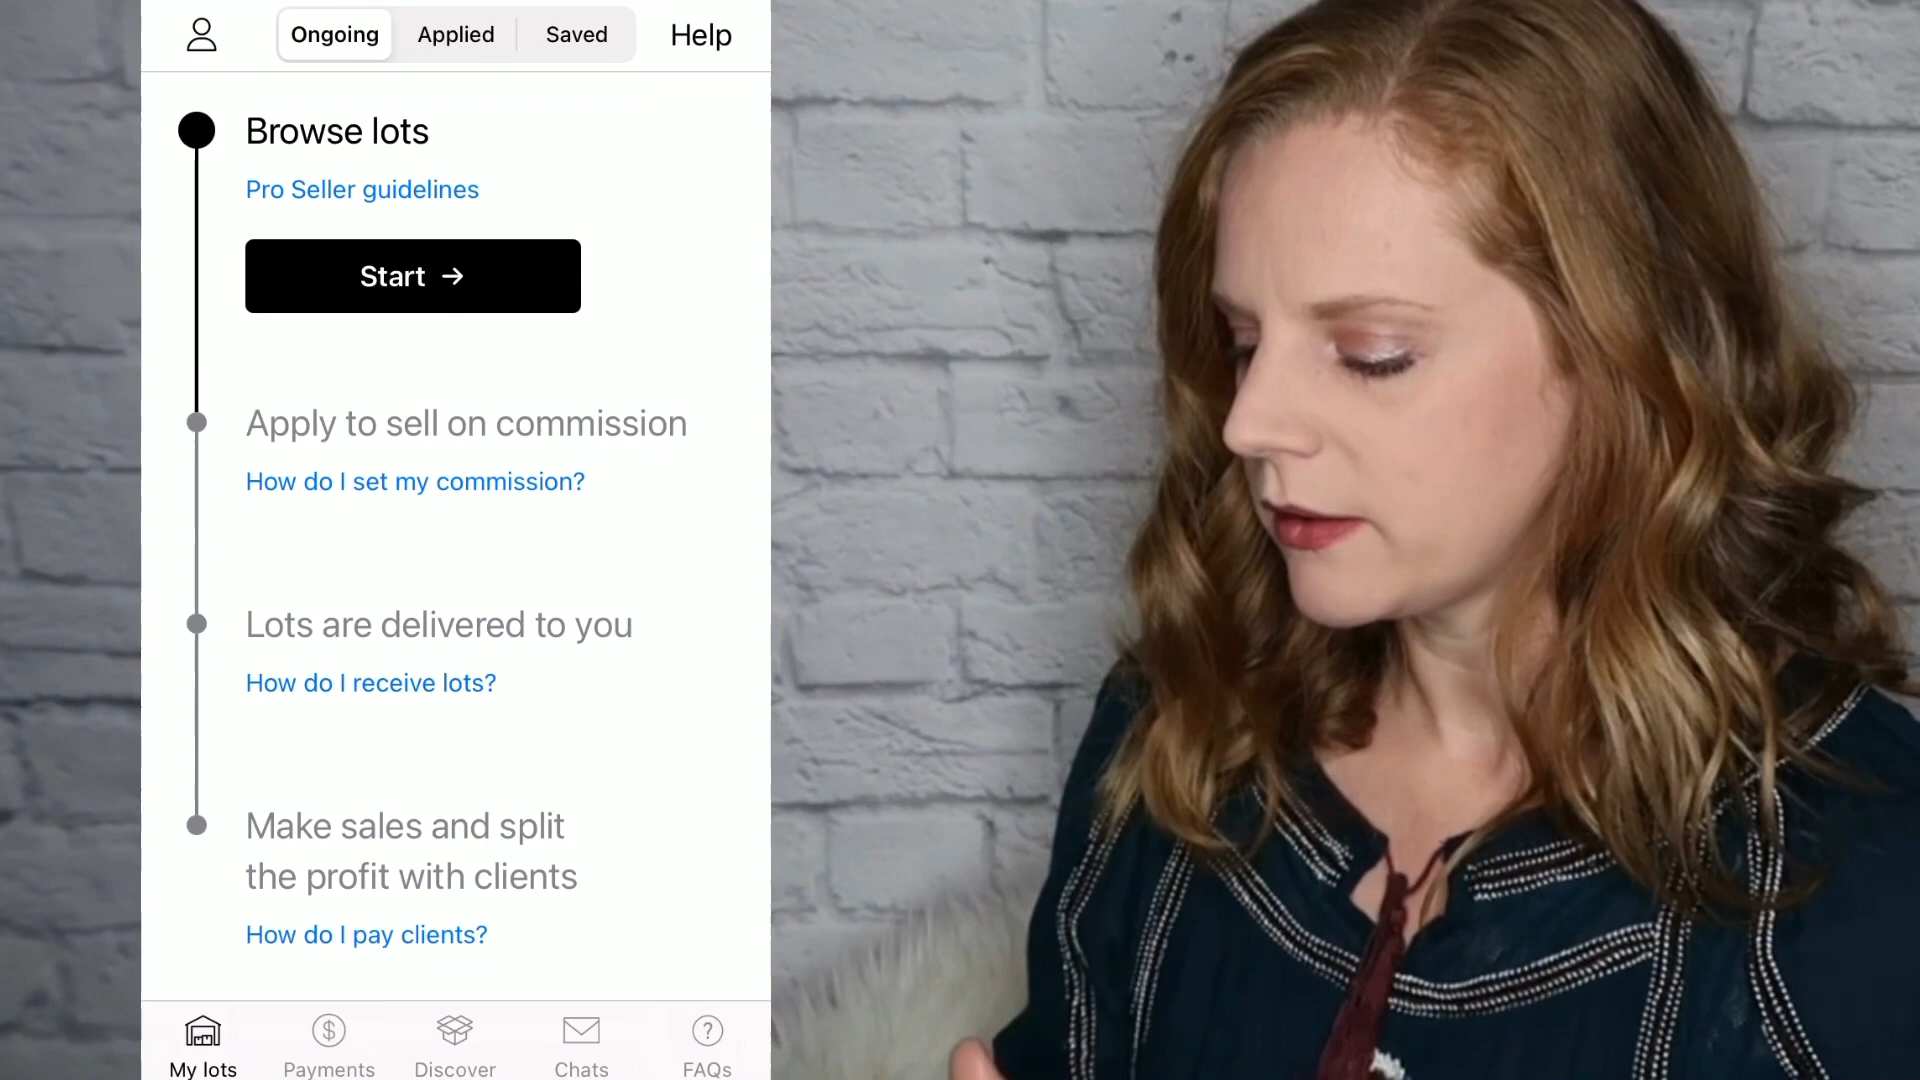 Ongoing Applied Saved Help
Browse lots
Pro Seller guidelines
Start →
Apply to sell on commission
How do I set my commission?
Lots are delivered to you
How do I receive lots?
Make sales and split
the profit with clients
How do I pay clients?
My lots Payments Discover Chats FAQs